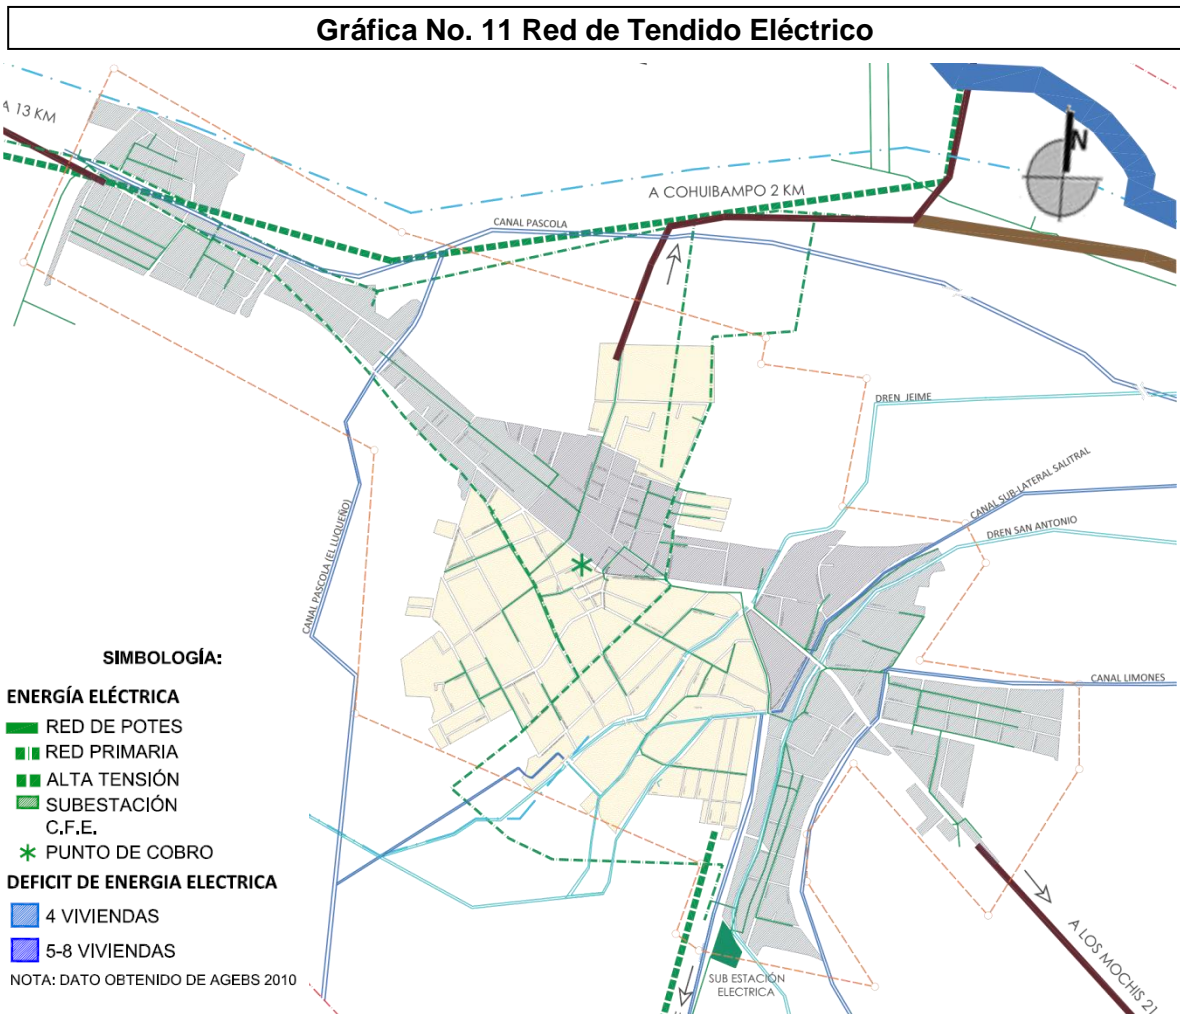 Gráfica No. 11 Red de Tendido Eléctrico
A 13 KM
N
A COHUIBAMPO 2 KM
CANAL PASCOLA
DREN JEIME
CANAL SUB-LATERAL SALITRAL
DREN SAN ANTONIO
CANAL PASCOLA (EL LUQUEÑO)
CANAL LIMONES
SIMBOLOGÍA:
ENERGÍA ELÉCTRICA
RED DE POTES
RED PRIMARIA
ALTA TENSIÓN
SUBESTACIÓN
C.F.E.
PUNTO DE COBRO
DEFICIT DE ENERGIA ELECTRICA
4 VIVIENDAS
5-8 VIVIENDAS
NOTA: DATO OBTENIDO DE AGEBS 2010
SUB ESTACIÓN
ELECTRICA
A LOS MOCHIS 21